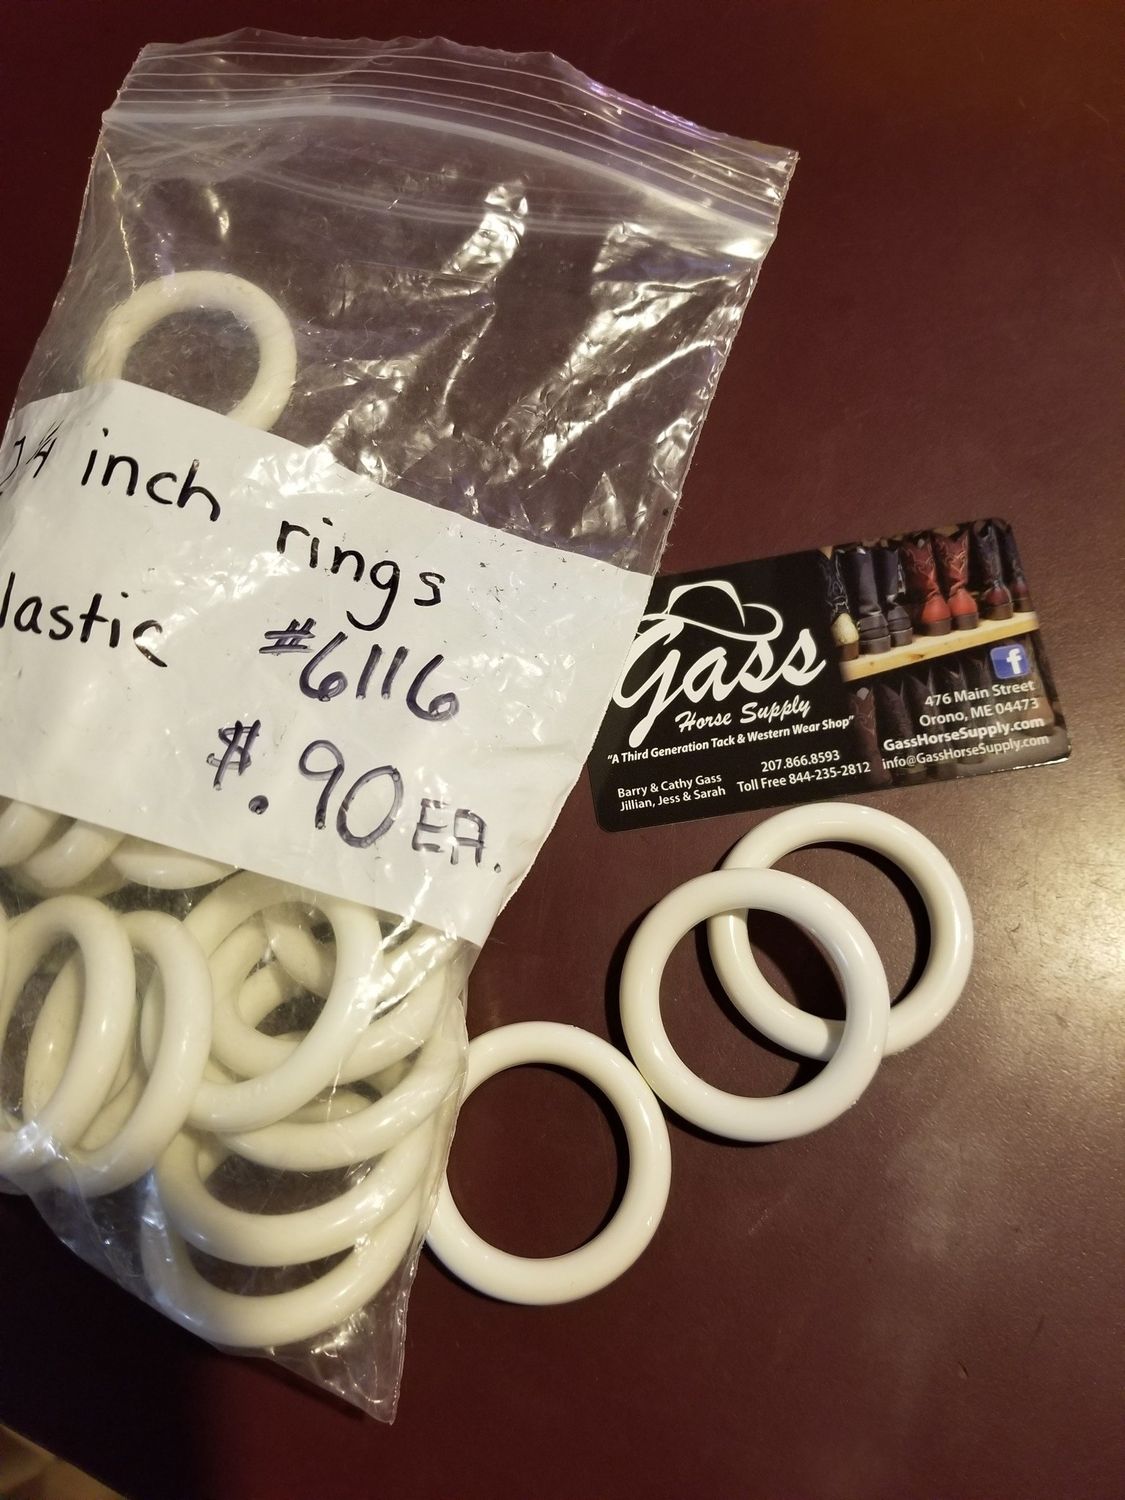 inch rings
lastic #6116
$.90 EA.
Gass
Horse Supply
"A Third Generation Tack & Western Wear Shop"
Barry & Cathy Gass
Jillian, Jess & Sarah
207.866.8593
Toll Free 844-235-2812
f
476 Main Street
Orono, ME 04473
GassHorseSupply.com
info@GassHorseSupply.com